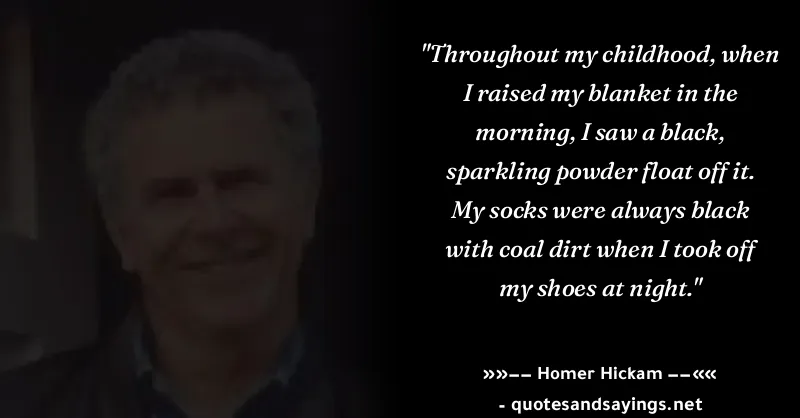 "Throughout my childhood, when
I raised my blanket in the
morning, I saw a black,
sparkling powder float off it.
My socks were always black
with coal dirt when I took off
my shoes at night."
»»−− Homer Hickam −−««
- quotesandsayings.net